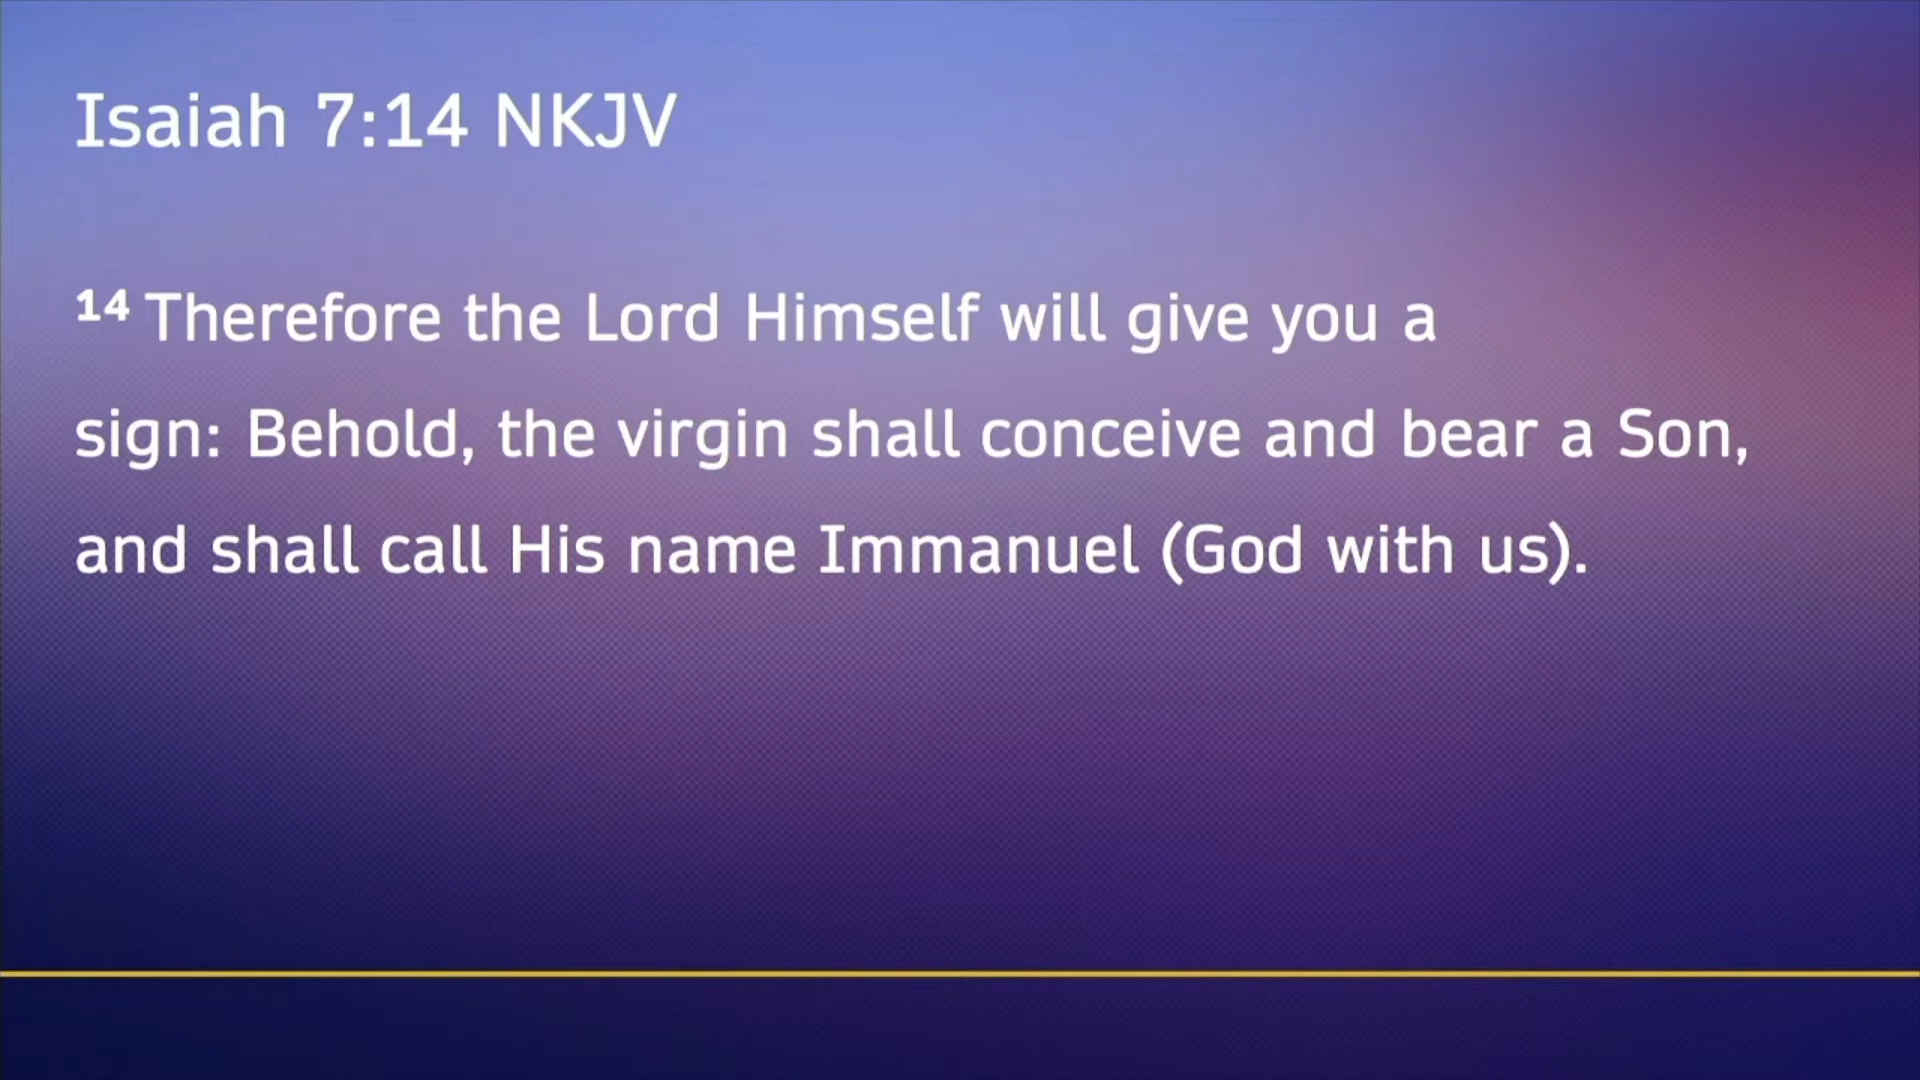 Isaiah 7:14 NKJV
14 Therefore the Lord Himself will give you a
sign: Behold, the virgin shall conceive and bear a Son,
and shall call His name Immanuel (God with us).